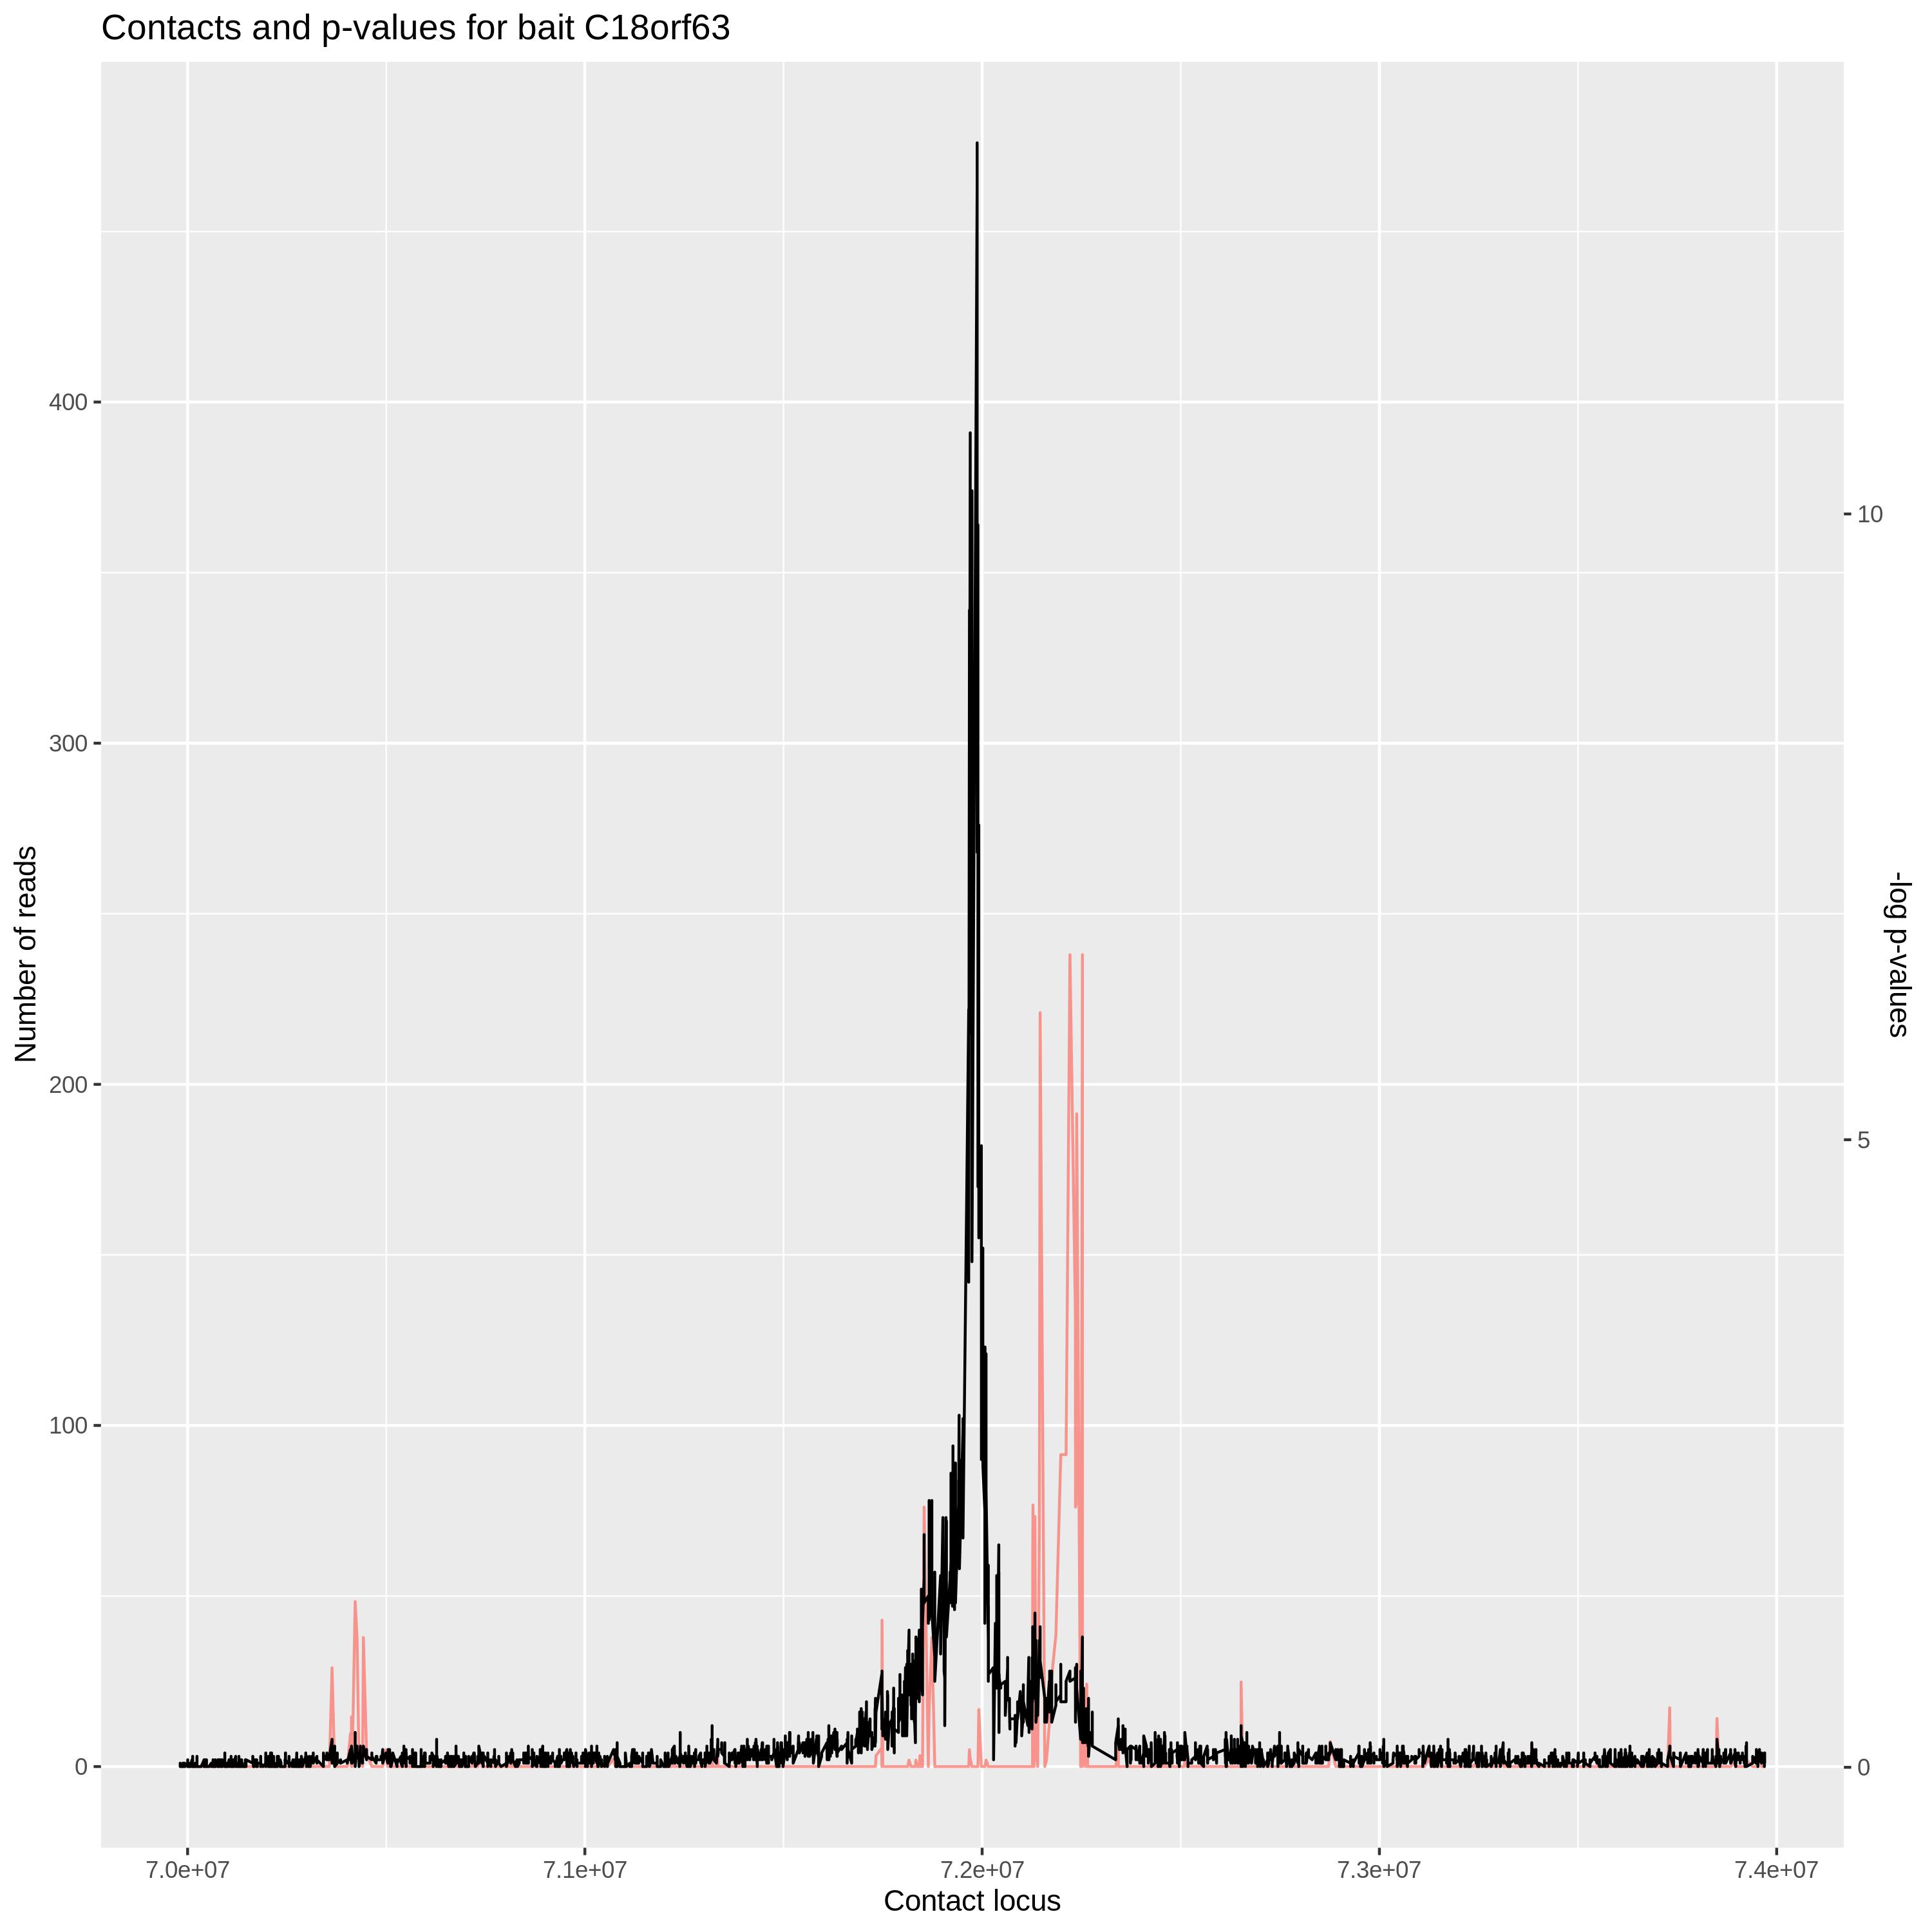 Contacts and p-values for bait C18orf63
Number of reads
400
300
200
100
0
10
5
0
-log p-values
7.0e+07
7.1e+07
7.2e+07
7.3e+07
7.4e+07
Contact locus